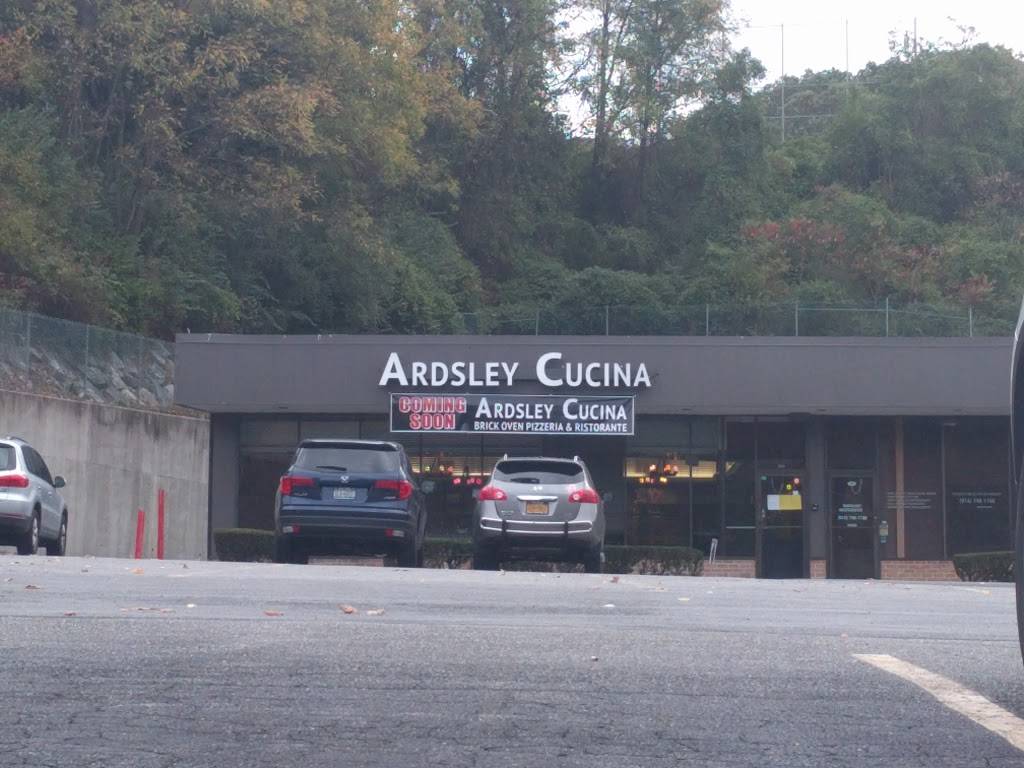 ARDSLEY CUCINA
COMING SOON
ARDSLEY CUCINA
BRICK OVEN PIZZERIA & RISTORANTE